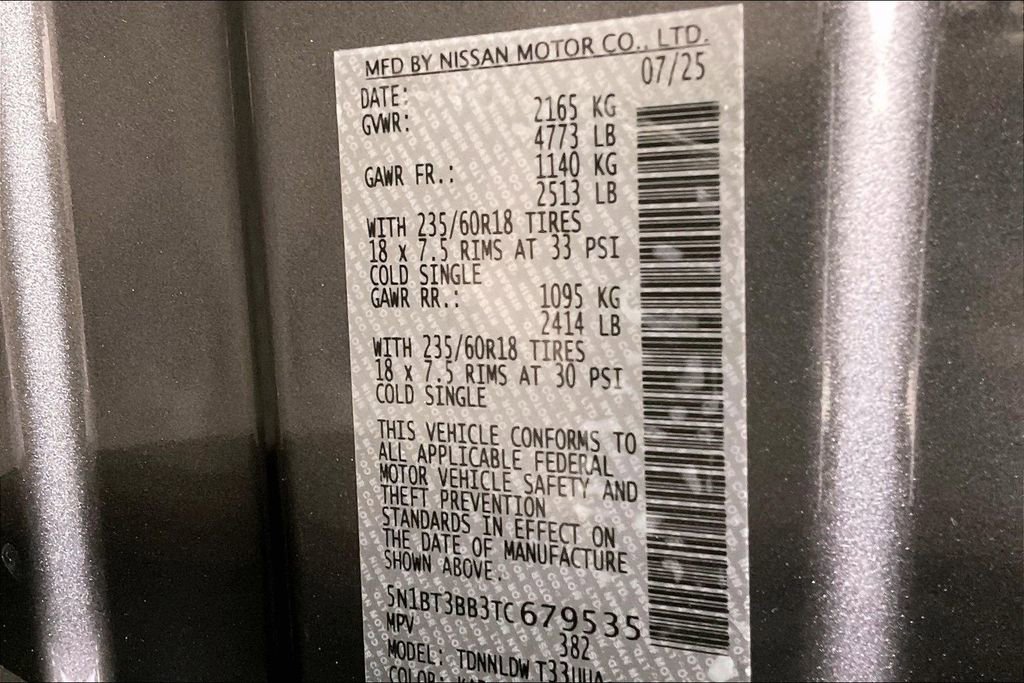 MFD BY NISSAN MOTOR CO., LTD.
DATE: 07/25
GVWR: 2165 KG
4773 LB
GAWR FR.: 1140 KG
2513 LB
WITH 235/60R18 TIRES
18 x 7.5 RIMS AT 33 PSI
COLD SINGLE
GAWR RR.: 1095 KG
2414 LB
WITH 235/60R18 TIRES
18 x 7.5 RIMS AT 30 PSI
COLD SINGLE
THIS VEHICLE CONFORMS TO
ALL APPLICABLE FEDERAL
MOTOR VEHICLE SAFETY AND
THEFT PREVENTION
STANDARDS IN EFFECT ON
THE DATE OF MANUFACTURE
SHOWN ABOVE.
5N1BT3BB3TC679535
MPV 382
MODEL: TDNNLDW T33UUA
COLOR: